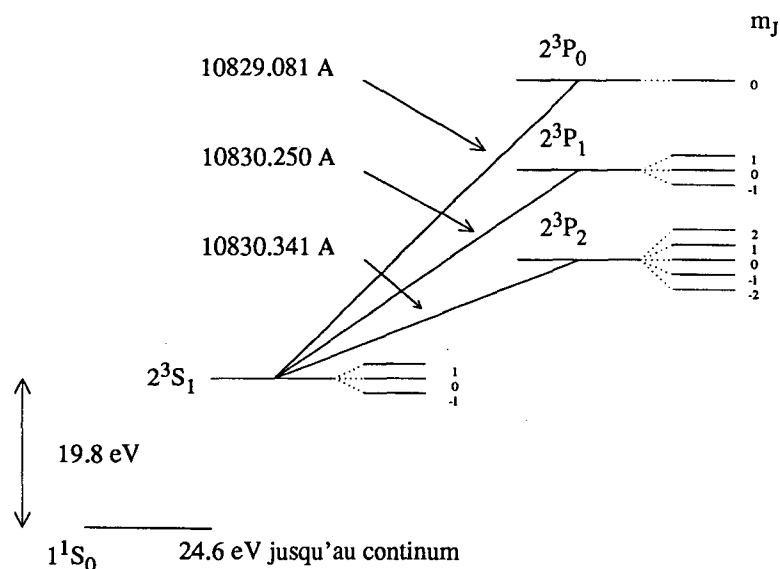 m_J
2³P₀
10829.081 A
0
2³P₁
10830.250 A
1
0
-1
2³P₂
10830.341 A
2
1
0
-1
-2
2³S₁
1
0
-1
19.8 eV
1¹S₀
24.6 eV jusqu'au continum